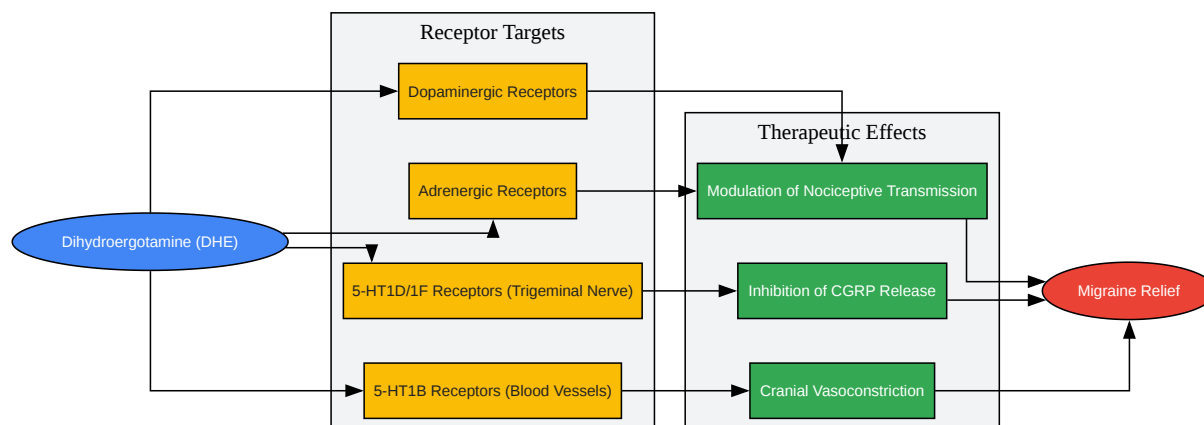 Receptor Targets
Dopaminergic Receptors
Therapeutic Effects
Adrenergic Receptors
Modulation of Nociceptive Transmission
Dihydroergotamine (DHE)
5-HT1D/1F Receptors (Trigeminal Nerve)
Inhibition of CGRP Release
Migraine Relief
5-HT1B Receptors (Blood Vessels)
Cranial Vasoconstriction